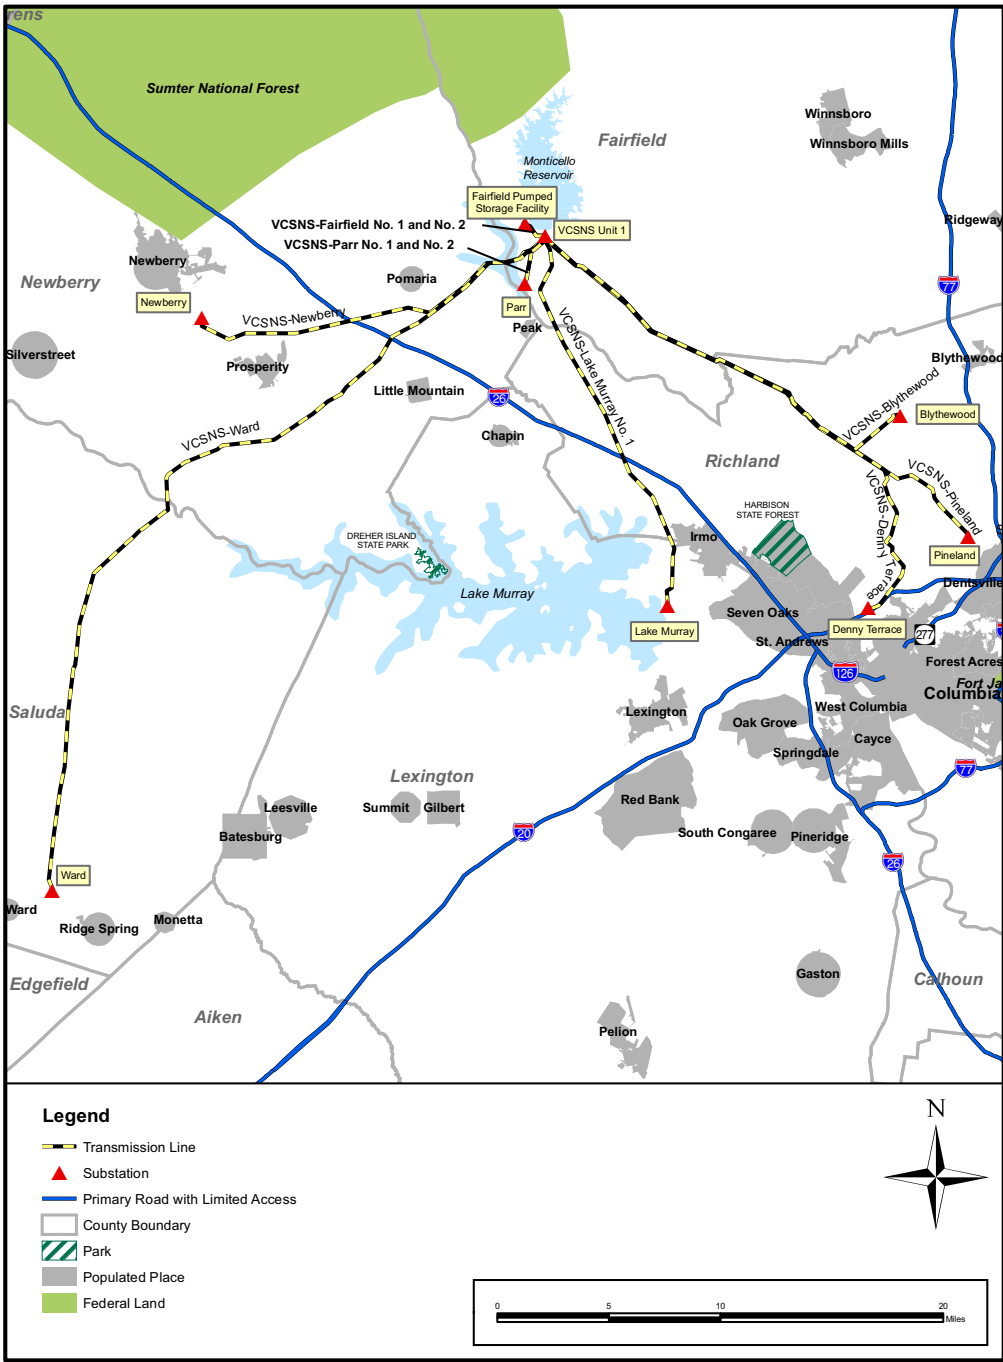 rens
Sumter National Forest
Fairfield
Winnsboro
Winnsboro Mills
Monticello
Reservoir
Fairfield Pumped
Storage Facility
VCSNS-Fairfield No. 1 and No. 2
VCSNS Unit 1
VCSNS-Parr No. 1 and No. 2
Ridgeway
Newberry
Newberry
Pomaria
77
Newberry
Parr
VCSNS-Newberry
Peak
Silverstreet
Prosperity
VCSNS-Lake Murray No. 1
Blythewood
Little Mountain
26
VCSNS-Blythewood
Blythewood
VCSNS-Ward
Chapin
Richland
VCSNS-Pineland
VCSNS-Denny Terrace
HARBISON
STATE FOREST
DREHER ISLAND
STATE PARK
Irmo
Pineland
Dentsville
Lake Murray
Seven Oaks
Lake Murray
Denny Terrace
277
St. Andrews
Forest Acres
126
Fort Ja
Columbia
Saluda
Lexington
West Columbia
Oak Grove
Cayce
Springdale
Lexington
77
Leesville
Summit
Gilbert
Red Bank
Batesburg
20
South Congaree
Pineridge
26
Ward
Ward
Ridge Spring
Monetta
Edgefield
Gaston
Calhoun
Aiken
Pelion
Legend
Transmission Line
Substation
Primary Road with Limited Access
County Boundary
Park
Populated Place
Federal Land
N
0 5 10 20
Miles